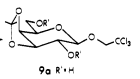 OR'
O
O
O
O
CCl₃
OR'
9a R'= H